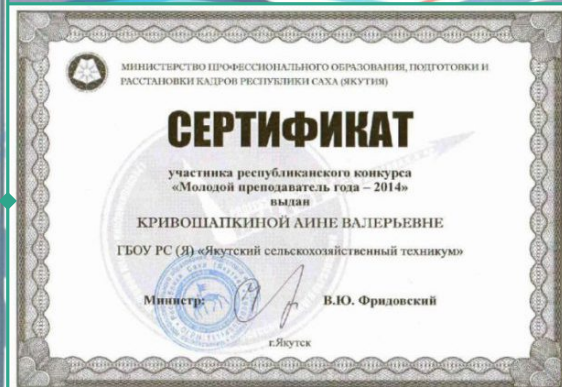 МИНИСТЕРСТВО ПРОФЕССИОНАЛЬНОГО ОБРАЗОВАНИЯ, ПОДГОТОВКИ И
РАССТАНОВКИ КАДРОВ РЕСПУБЛИКИ САХА (ЯКУТИЯ)
СЕРТИФИКАТ
участника республиканского конкурса
«Молодой преподаватель года – 2014»
выдан
КРИВОШАПКИНОЙ АИНЕ ВАЛЕРЬЕВНЕ
ГБОУ РС (Я) «Якутский сельскохозяйственный техникум»
Министр: В.Ю. Фридовский
г.Якутск